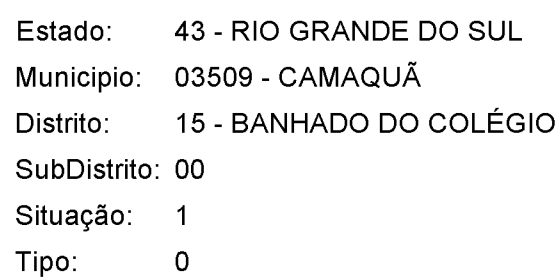 Estado: 43 - RIO GRANDE DO SUL
Municipio: 03509 - CAMAQUÃ
Distrito: 15 - BANHADO DO COLÉGIO
SubDistrito: 00
Situação: 1
Tipo: 0